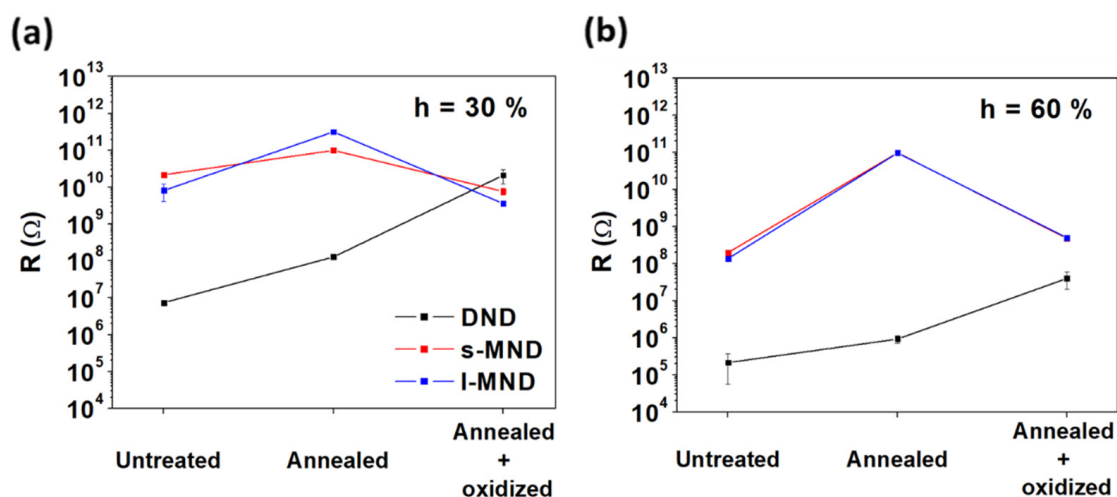 (a)
R (Ω)
10^13
10^12
10^11
10^10
10^9
10^8
10^7
10^6
10^5
10^4
h = 30 %
DND
s-MND
l-MND
Untreated
Annealed
Annealed
+
oxidized
(b)
R (Ω)
10^13
10^12
10^11
10^10
10^9
10^8
10^7
10^6
10^5
10^4
h = 60 %
Untreated
Annealed
Annealed
+
oxidized